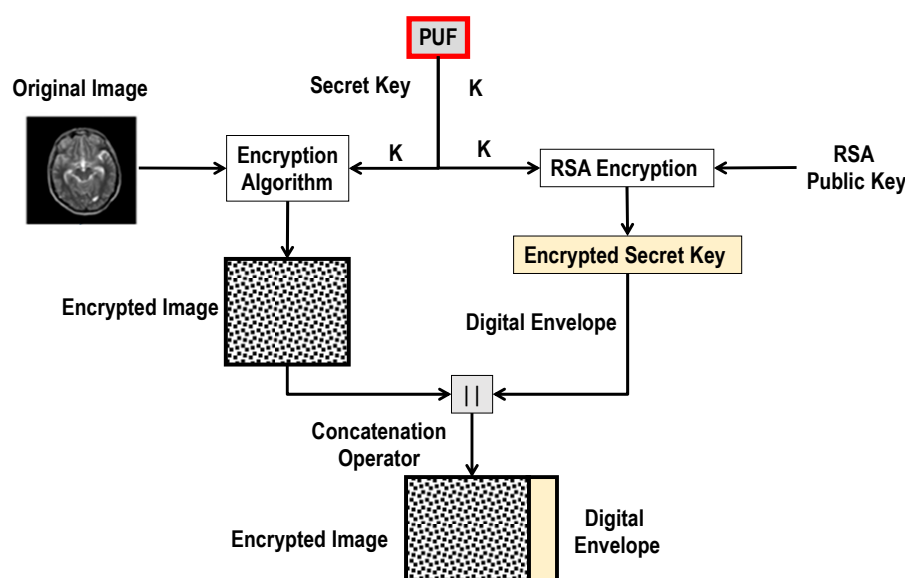 PUF
Secret Key
K
Original Image
Encryption
Algorithm
K
K
RSA Encryption
RSA
Public Key
Encrypted Secret Key
Encrypted Image
Digital Envelope
||
Concatenation
Operator
Encrypted Image
Digital
Envelope